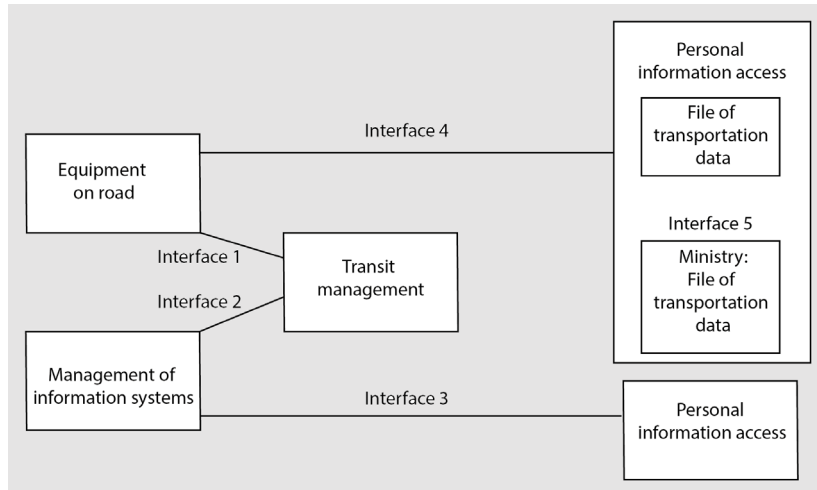 Personal
information access
File of
transportation
data
Interface 4
Equipment
on road
Interface 5
Interface 1
Transit
management
Ministry:
File of
transportation
data
Interface 2
Management of
information systems
Interface 3
Personal
information access